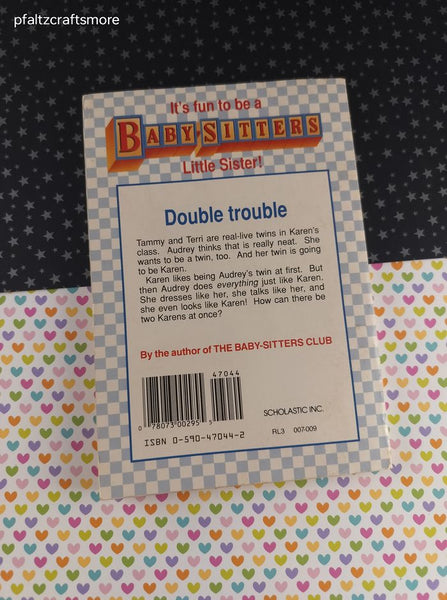 pfaltzcraftsmore
It's fun to be a
BABY-SITTERS
Little Sister!
Double trouble
Tammy and Terri are real-live twins in Karen's
class. Audrey thinks that is really neat. She
wants to be a twin, too. And her twin is going
to be Karen.
Karen likes being Audrey's twin at first. But
then Audrey does everything just like Karen.
She dresses like her, she talks like her, and
she even looks like Karen! How can there be
two Karens at once?
By the author of THE BABY-SITTERS CLUB
47044
0 78073 00295 3
ISBN 0-590-47044-2
SCHOLASTIC INC.
RL3 007-009